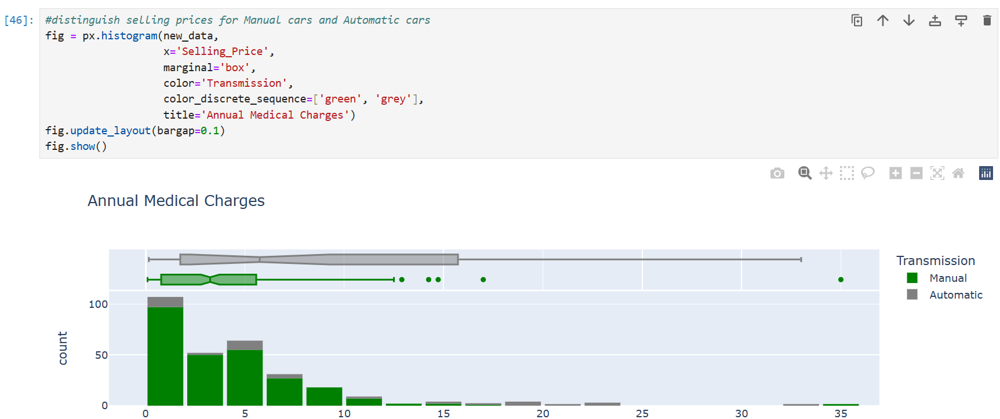 [46]: #distinguish selling prices for Manual cars and Automatic cars
fig = px.histogram(new_data,
x='Selling_Price',
marginal='box',
color='Transmission',
color_discrete_sequence=['green', 'grey'],
title='Annual Medical Charges')
fig.update_layout(bargap=0.1)
fig.show()
Annual Medical Charges
Transmission
Manual
Automatic
100
50
0
count
0 5 10 15 20 25 30 35